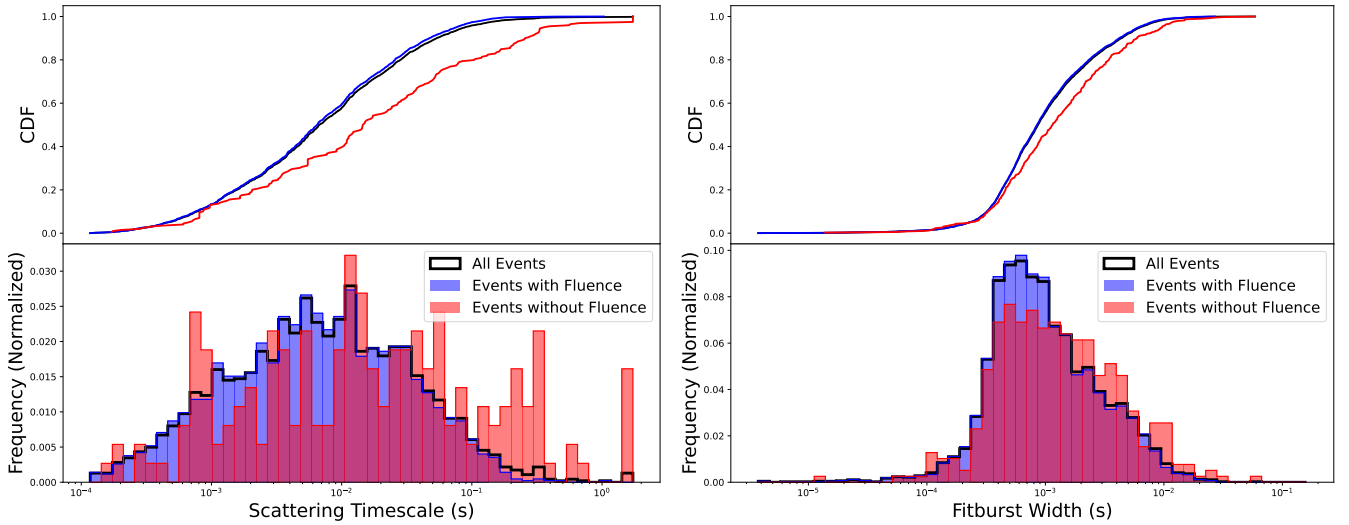 1.0
0.8
0.6
0.4
0.2
0.0
CDF
0.030
0.025
0.020
0.015
0.010
0.005
0.000
Frequency (Normalized)
All Events
Events with Fluence
Events without Fluence
10⁻⁴
10⁻³
10⁻²
10⁻¹
10⁰
Scattering Timescale (s)
1.0
0.8
0.6
0.4
0.2
0.0
CDF
0.10
0.08
0.06
0.04
0.02
0.00
Frequency (Normalized)
All Events
Events with Fluence
Events without Fluence
10⁻⁵
10⁻⁴
10⁻³
10⁻²
10⁻¹
Fitburst Width (s)